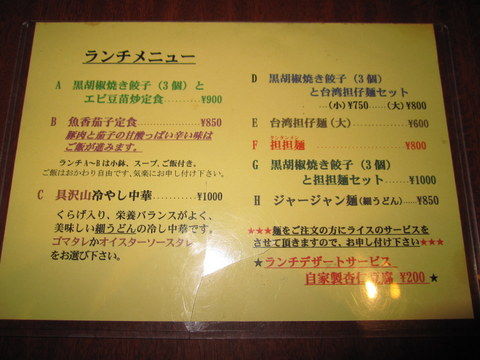 ランチメニュー
A 黒胡椒焼き餃子（3個）と
エビ豆苗炒定食………¥900
B 魚香茄子定食…………¥850
豚肉と茄子の甘酸っぱい辛い味は
ご飯が進みます。
ランチA〜Bは小鉢、スープ、ご飯付き、
ご飯はおかわり自由です、気楽にお申し付け下さい。
C 具沢山冷やし中華…¥1000
くらげ入り、栄養バランスがよく、
美味しい細うどんの冷し中華です。
ゴマタレかオイスターソースタレ
をお選び下さい。
D 黒胡椒焼き餃子（3個）
と台湾担仔麺セット
……（小）¥750……（大）¥800
E 台湾担仔麺（大）………¥600
タンタンメン
F 担担麺 ………………¥800
G 黒胡椒焼き餃子（3個）
と担担麺セット………¥1000
H ジャージャン麺（細うどん）…¥850
★★★麺をご注文の方にライスのサービスを
させて頂きますので、お申し付け下さい★★★
★ランチデザートサービス
自家製杏仁豆腐 ¥200★